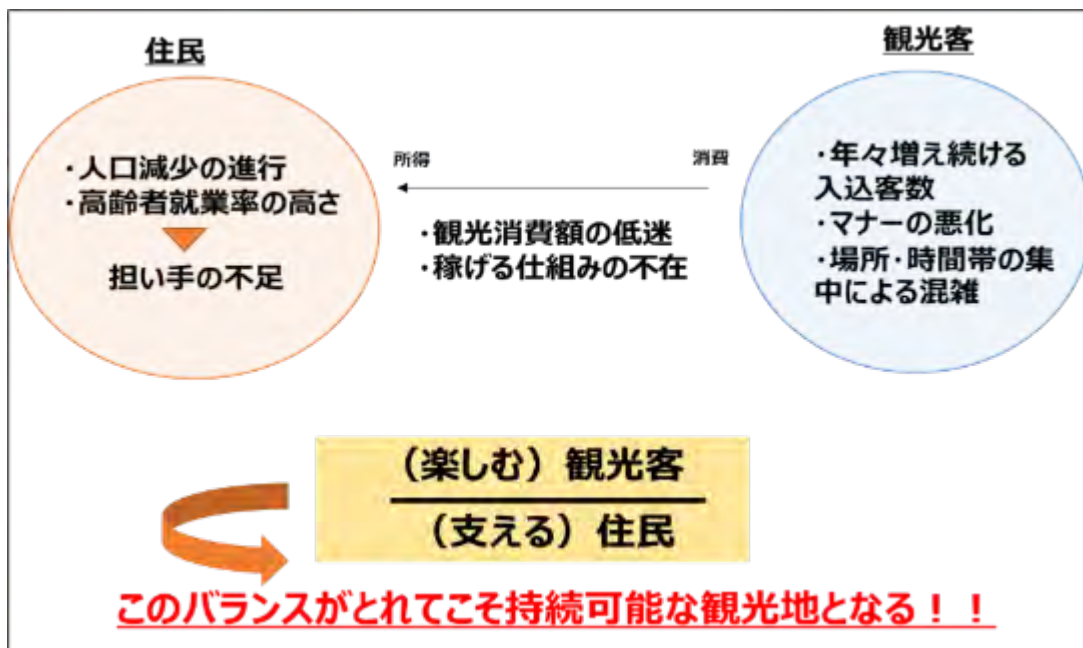 住民
・人口減少の進行
・高齢者就業率の高さ
担い手の不足
所得
消費
・観光消費額の低迷
・稼げる仕組みの不在
観光客
・年々増え続ける
入込客数
・マナーの悪化
・場所・時間帯の集
中による混雑
（楽しむ）観光客
（支える）住民
このバランスがとれてこそ持続可能な観光地となる！！